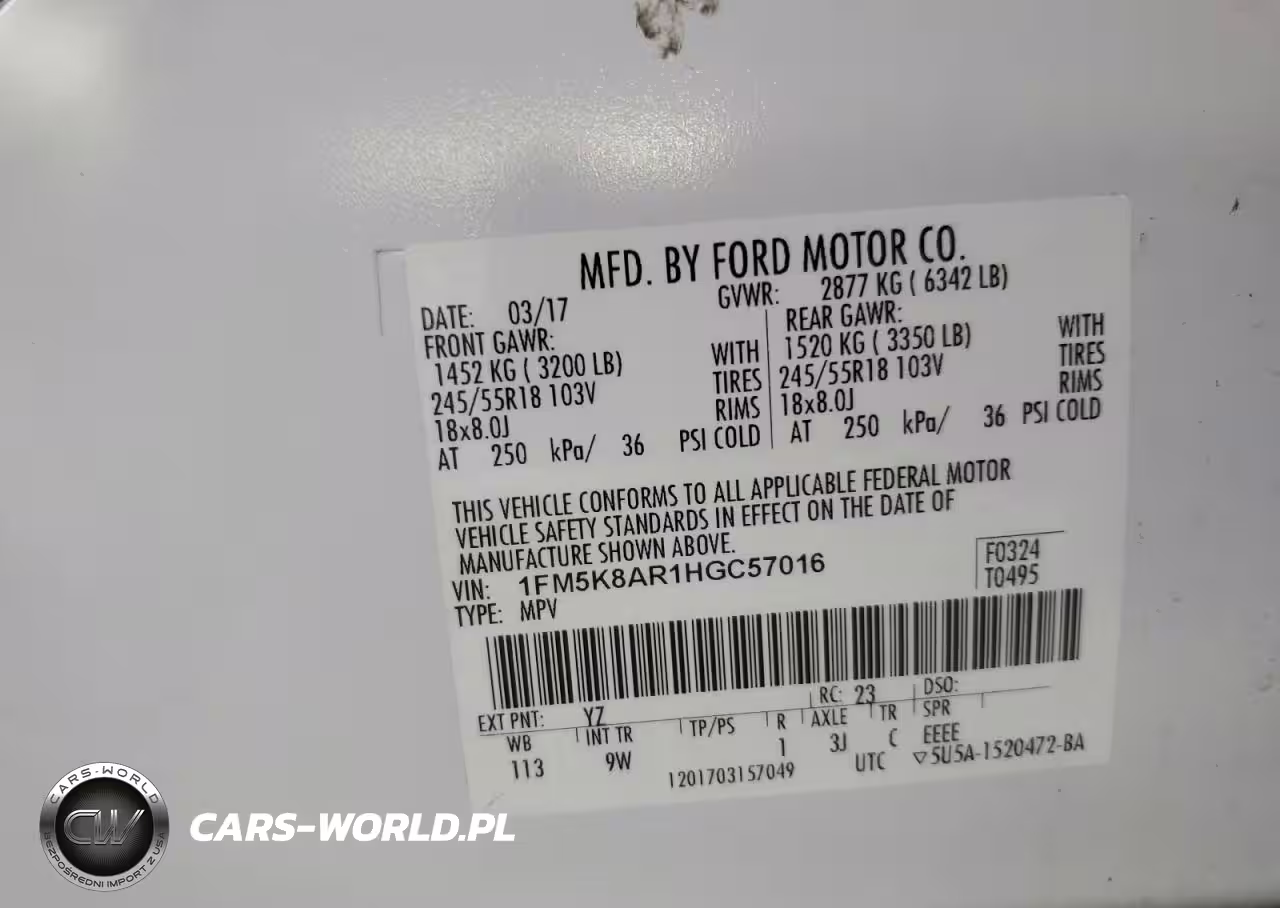 MFD. BY FORD MOTOR CO.
DATE: 03/17 GVWR: 2877 KG ( 6342 LB)
FRONT GAWR: REAR GAWR:
1452 KG ( 3200 LB) WITH 1520 KG ( 3350 LB) WITH
245/55R18 103V TIRES 245/55R18 103V TIRES
18x8.0J RIMS 18x8.0J RIMS
AT 250 kPa/ 36 PSI COLD AT 250 kPa/ 36 PSI COLD
THIS VEHICLE CONFORMS TO ALL APPLICABLE FEDERAL MOTOR
VEHICLE SAFETY STANDARDS IN EFFECT ON THE DATE OF
MANUFACTURE SHOWN ABOVE.
VIN: 1FM5K8AR1HGC57016 F0324
TYPE: MPV T0495
EXT PNT: YZ RC: 23 DSO:
WB INT TR TP/PS R AXLE TR SPR
113 9W 1 3J C EEEE
1201703157049 UTC ▽5U5A-1520472-BA
CARS-WORLD
CW
BEZPOŚREDNI IMPORT Z USA
CARS-WORLD.PL